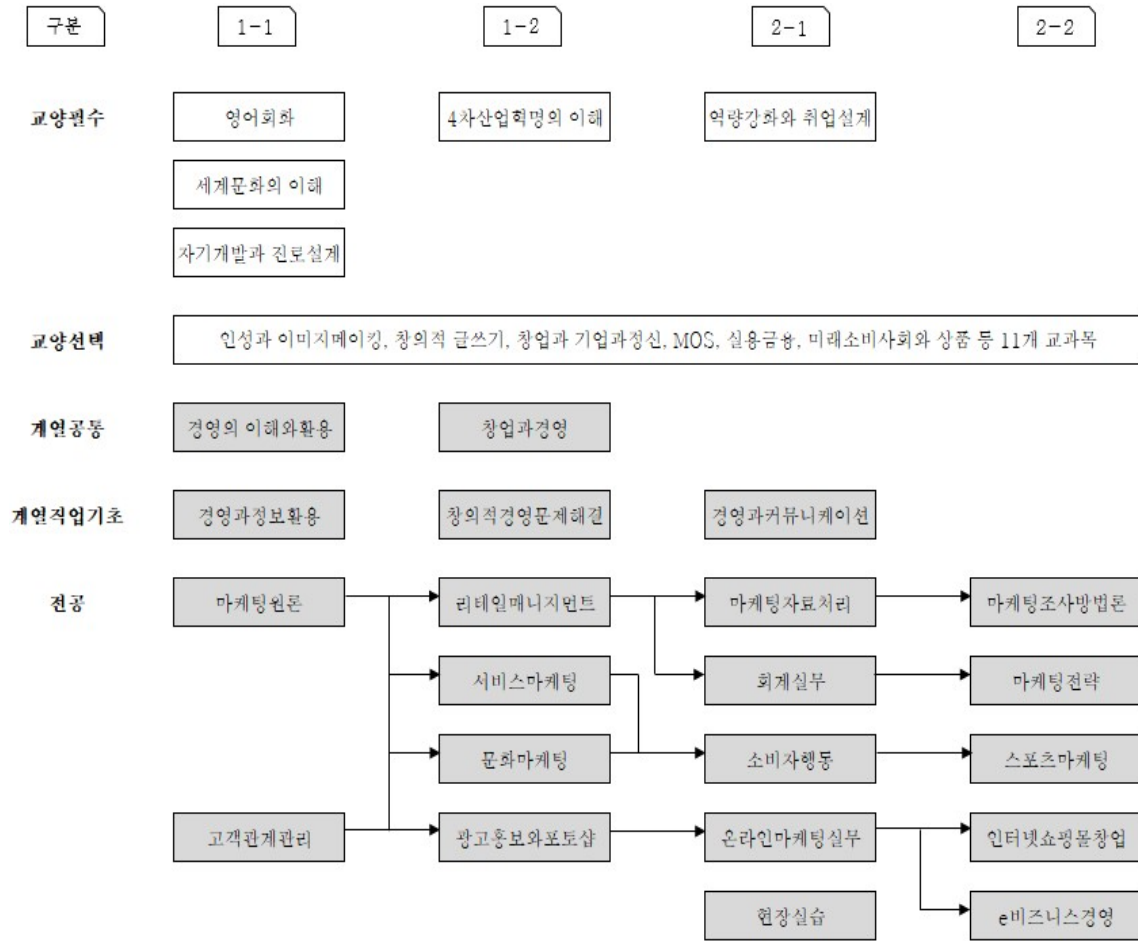 구분
1-1
1-2
2-1
2-2
교양필수
영어회화
4차산업혁명의 이해
역량강화와 취업설계
세계문화의 이해
자기개발과 진로설계
교양선택
인성과 이미지메이킹, 창의적 글쓰기, 창업과 기업과정신, MOS, 실용금융, 미래소비사회와 상품 등 11개 교과목
계열공통
경영의 이해와활용
창업과경영
계열직업기초
경영과정보활용
창의적경영문제해결
경영과커뮤니케이션
전공
마케팅원론
리테일매니지먼트
마케팅자료처리
마케팅조사방법론
서비스마케팅
회계실무
마케팅전략
문화마케팅
소비자행동
스포츠마케팅
고객관계관리
광고홍보와포토샵
온라인마케팅실무
인터넷쇼핑몰창업
현장실습
e비즈니스경영